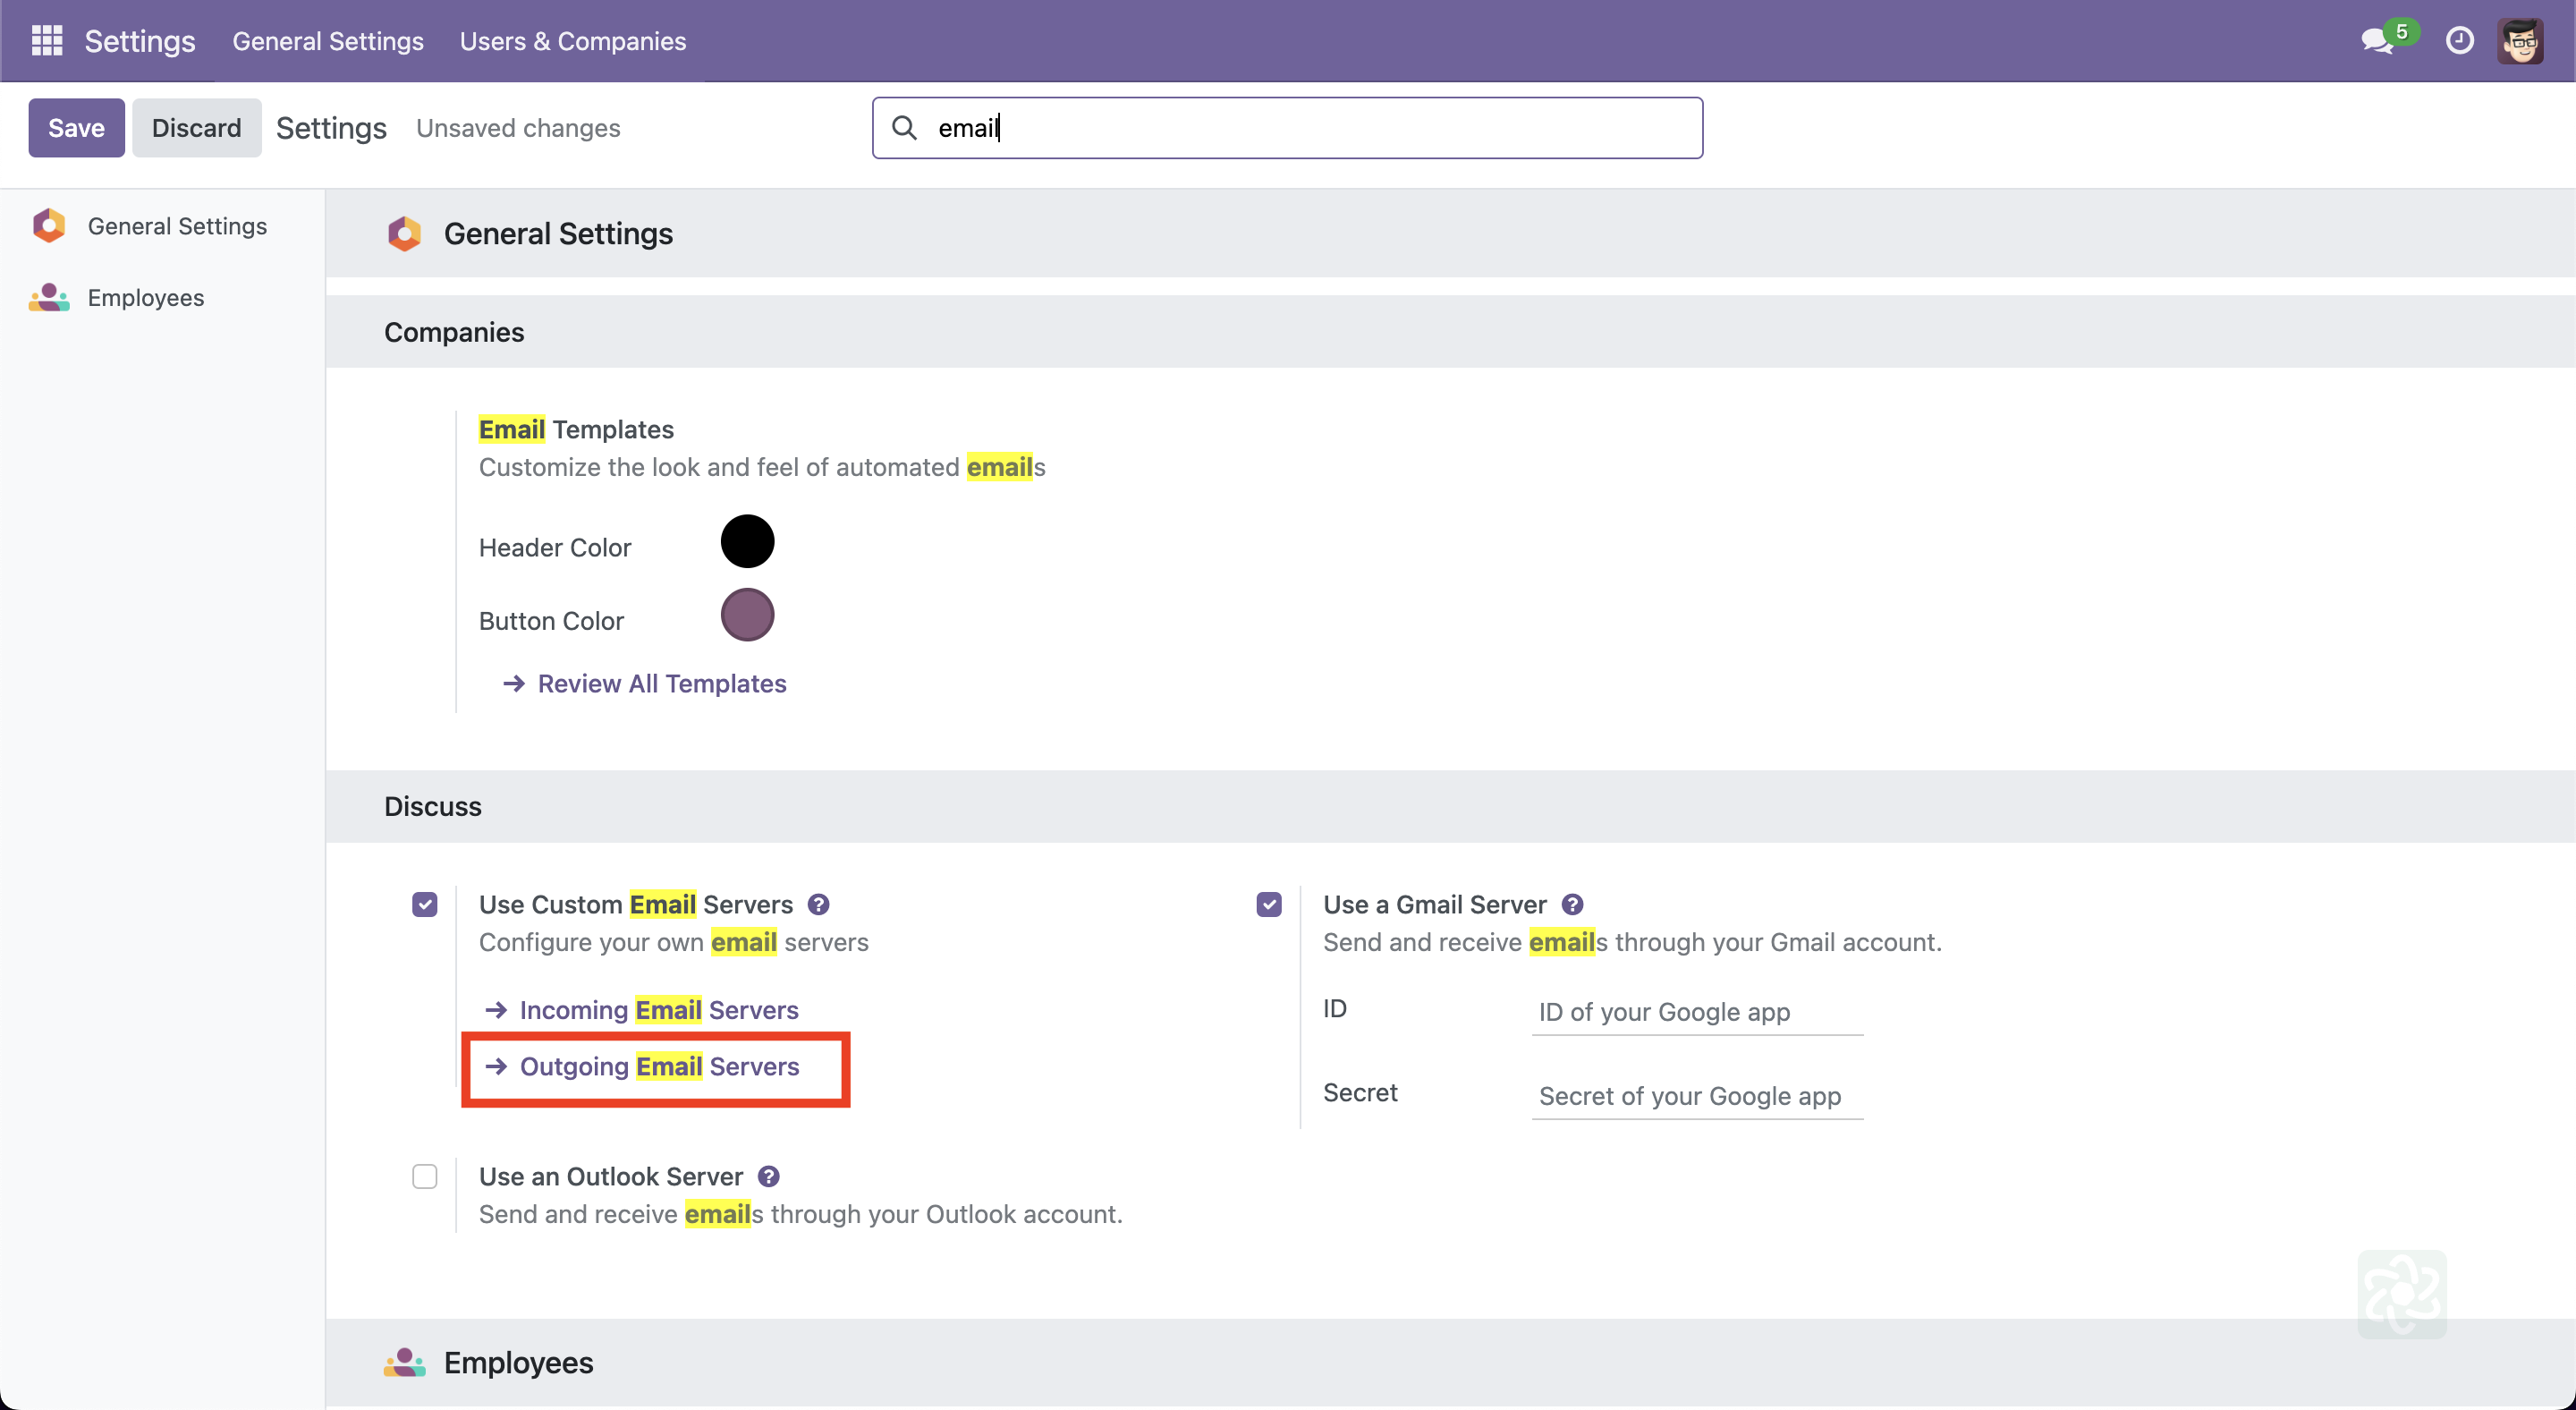 Settings General Settings Users & Companies 5
Save Discard Settings Unsaved changes email
General Settings
Employees
General Settings
Companies
Email Templates
Customize the look and feel of automated emails
Header Color
Button Color
→ Review All Templates
Discuss
Use Custom Email Servers ?
Configure your own email servers
→ Incoming Email Servers
→ Outgoing Email Servers
Use a Gmail Server ?
Send and receive emails through your Gmail account.
ID ID of your Google app
Secret Secret of your Google app
Use an Outlook Server ?
Send and receive emails through your Outlook account.
Employees